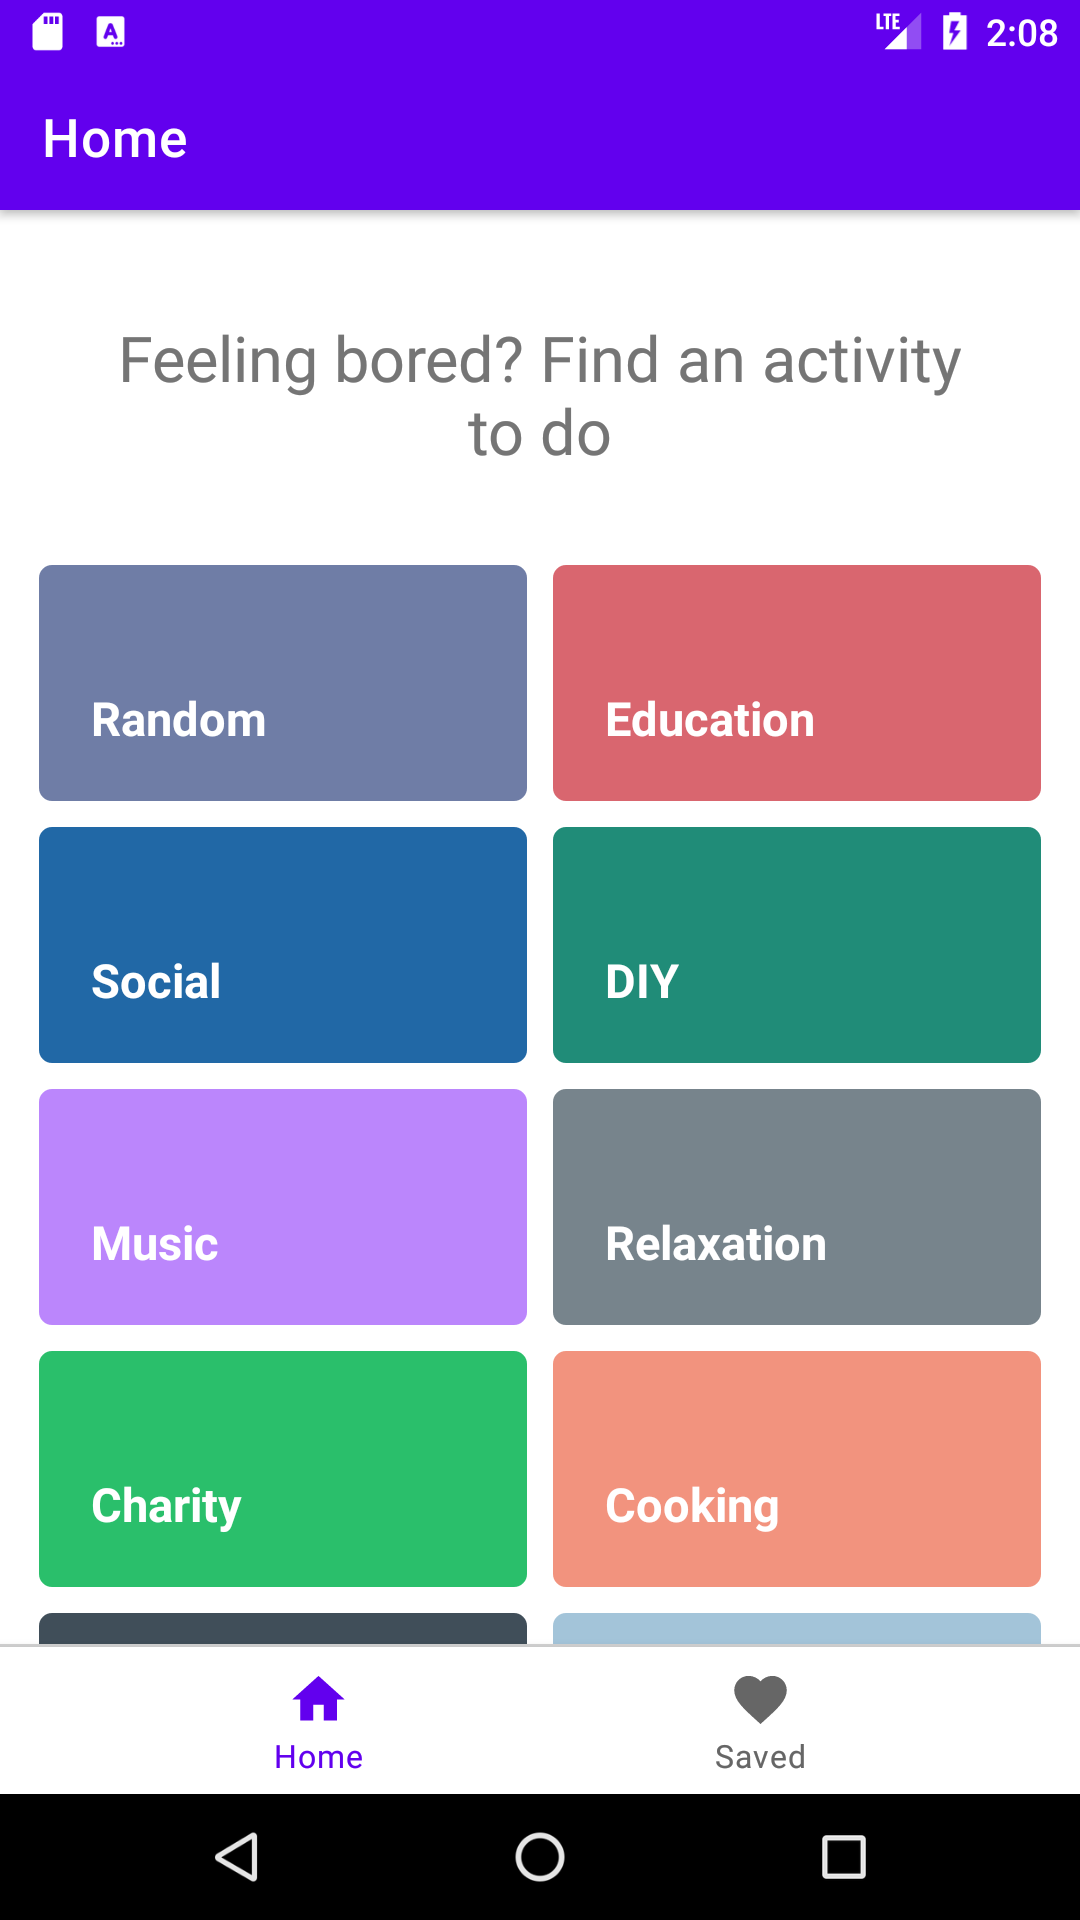 LTE 2:08
Home
Feeling bored? Find an activity
to do
Random
Education
Social
DIY
Music
Relaxation
Charity
Cooking
Home
Saved